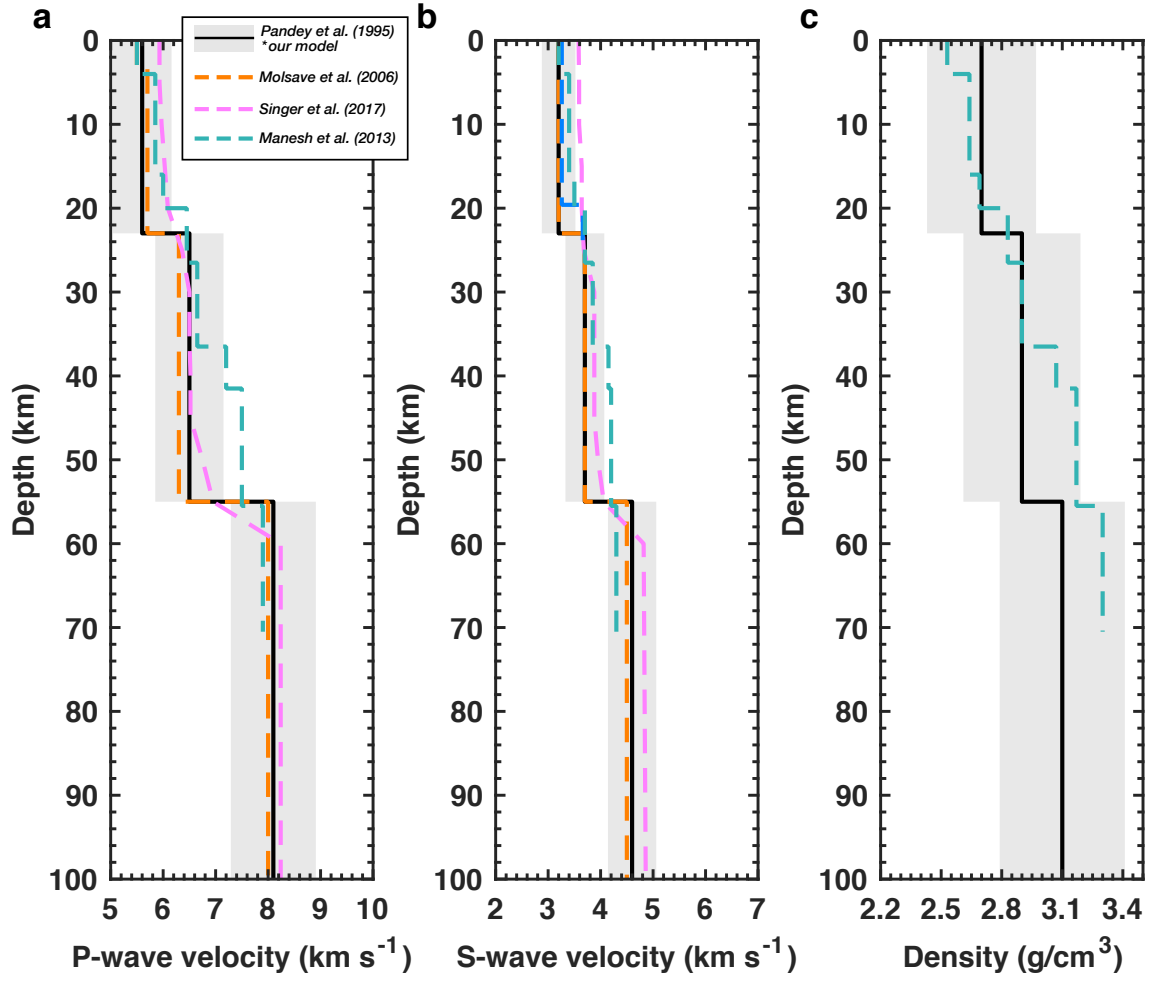 a
b
c
Pandey et al. (1995)
*our model
Molsave et al. (2006)
Singer et al. (2017)
Manesh et al. (2013)
0
10
20
30
40
50
60
70
80
90
100
Depth (km)
5 6 7 8 9 10
P-wave velocity (km s⁻¹)
0
10
20
30
40
50
60
70
80
90
100
Depth (km)
2 3 4 5 6 7
S-wave velocity (km s⁻¹)
0
10
20
30
40
50
60
70
80
90
100
Depth (km)
2.2 2.5 2.8 3.1 3.4
Density (g/cm³)